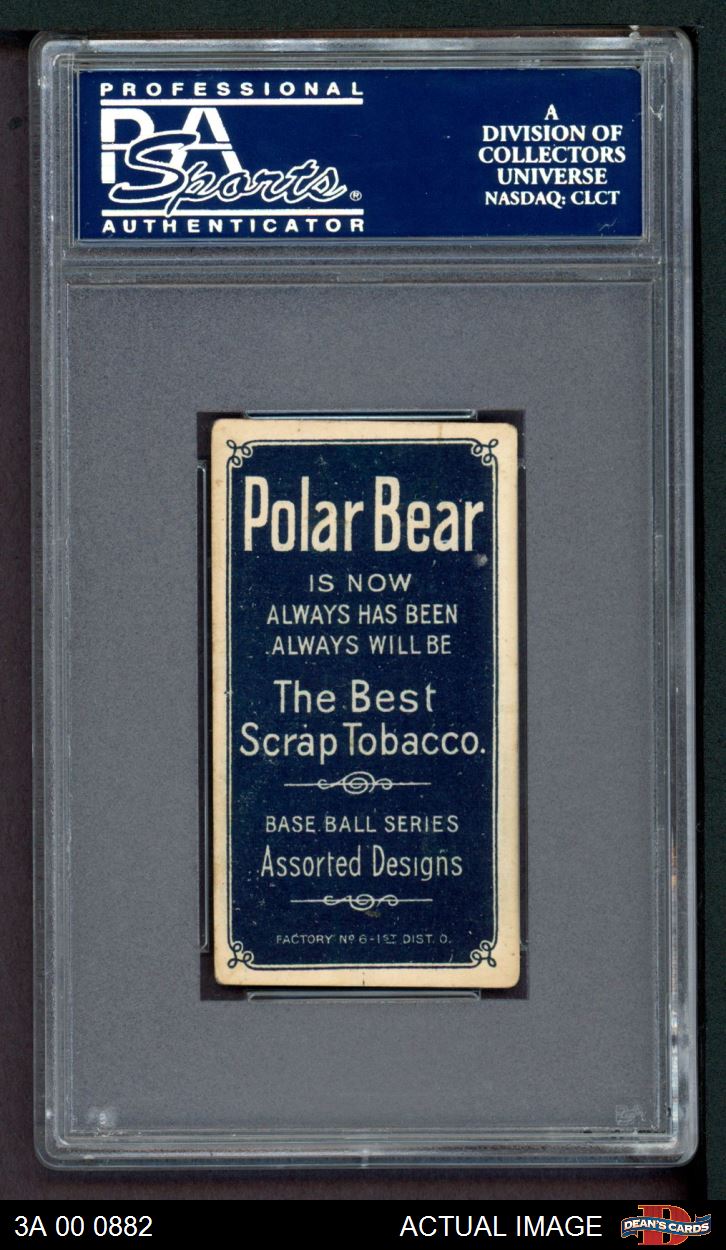 PROFESSIONAL
PSA
Sports®
AUTHENTICATOR
A
DIVISION OF
COLLECTORS
UNIVERSE
NASDAQ: CLCT
Polar Bear
IS NOW
ALWAYS HAS BEEN
ALWAYS WILL BE
The Best
Scrap Tobacco.
BASE BALL SERIES
Assorted Designs
FACTORY Nº 6-1ST DIST. O.
3A 00 0882
ACTUAL IMAGE
DEAN'S CARDS